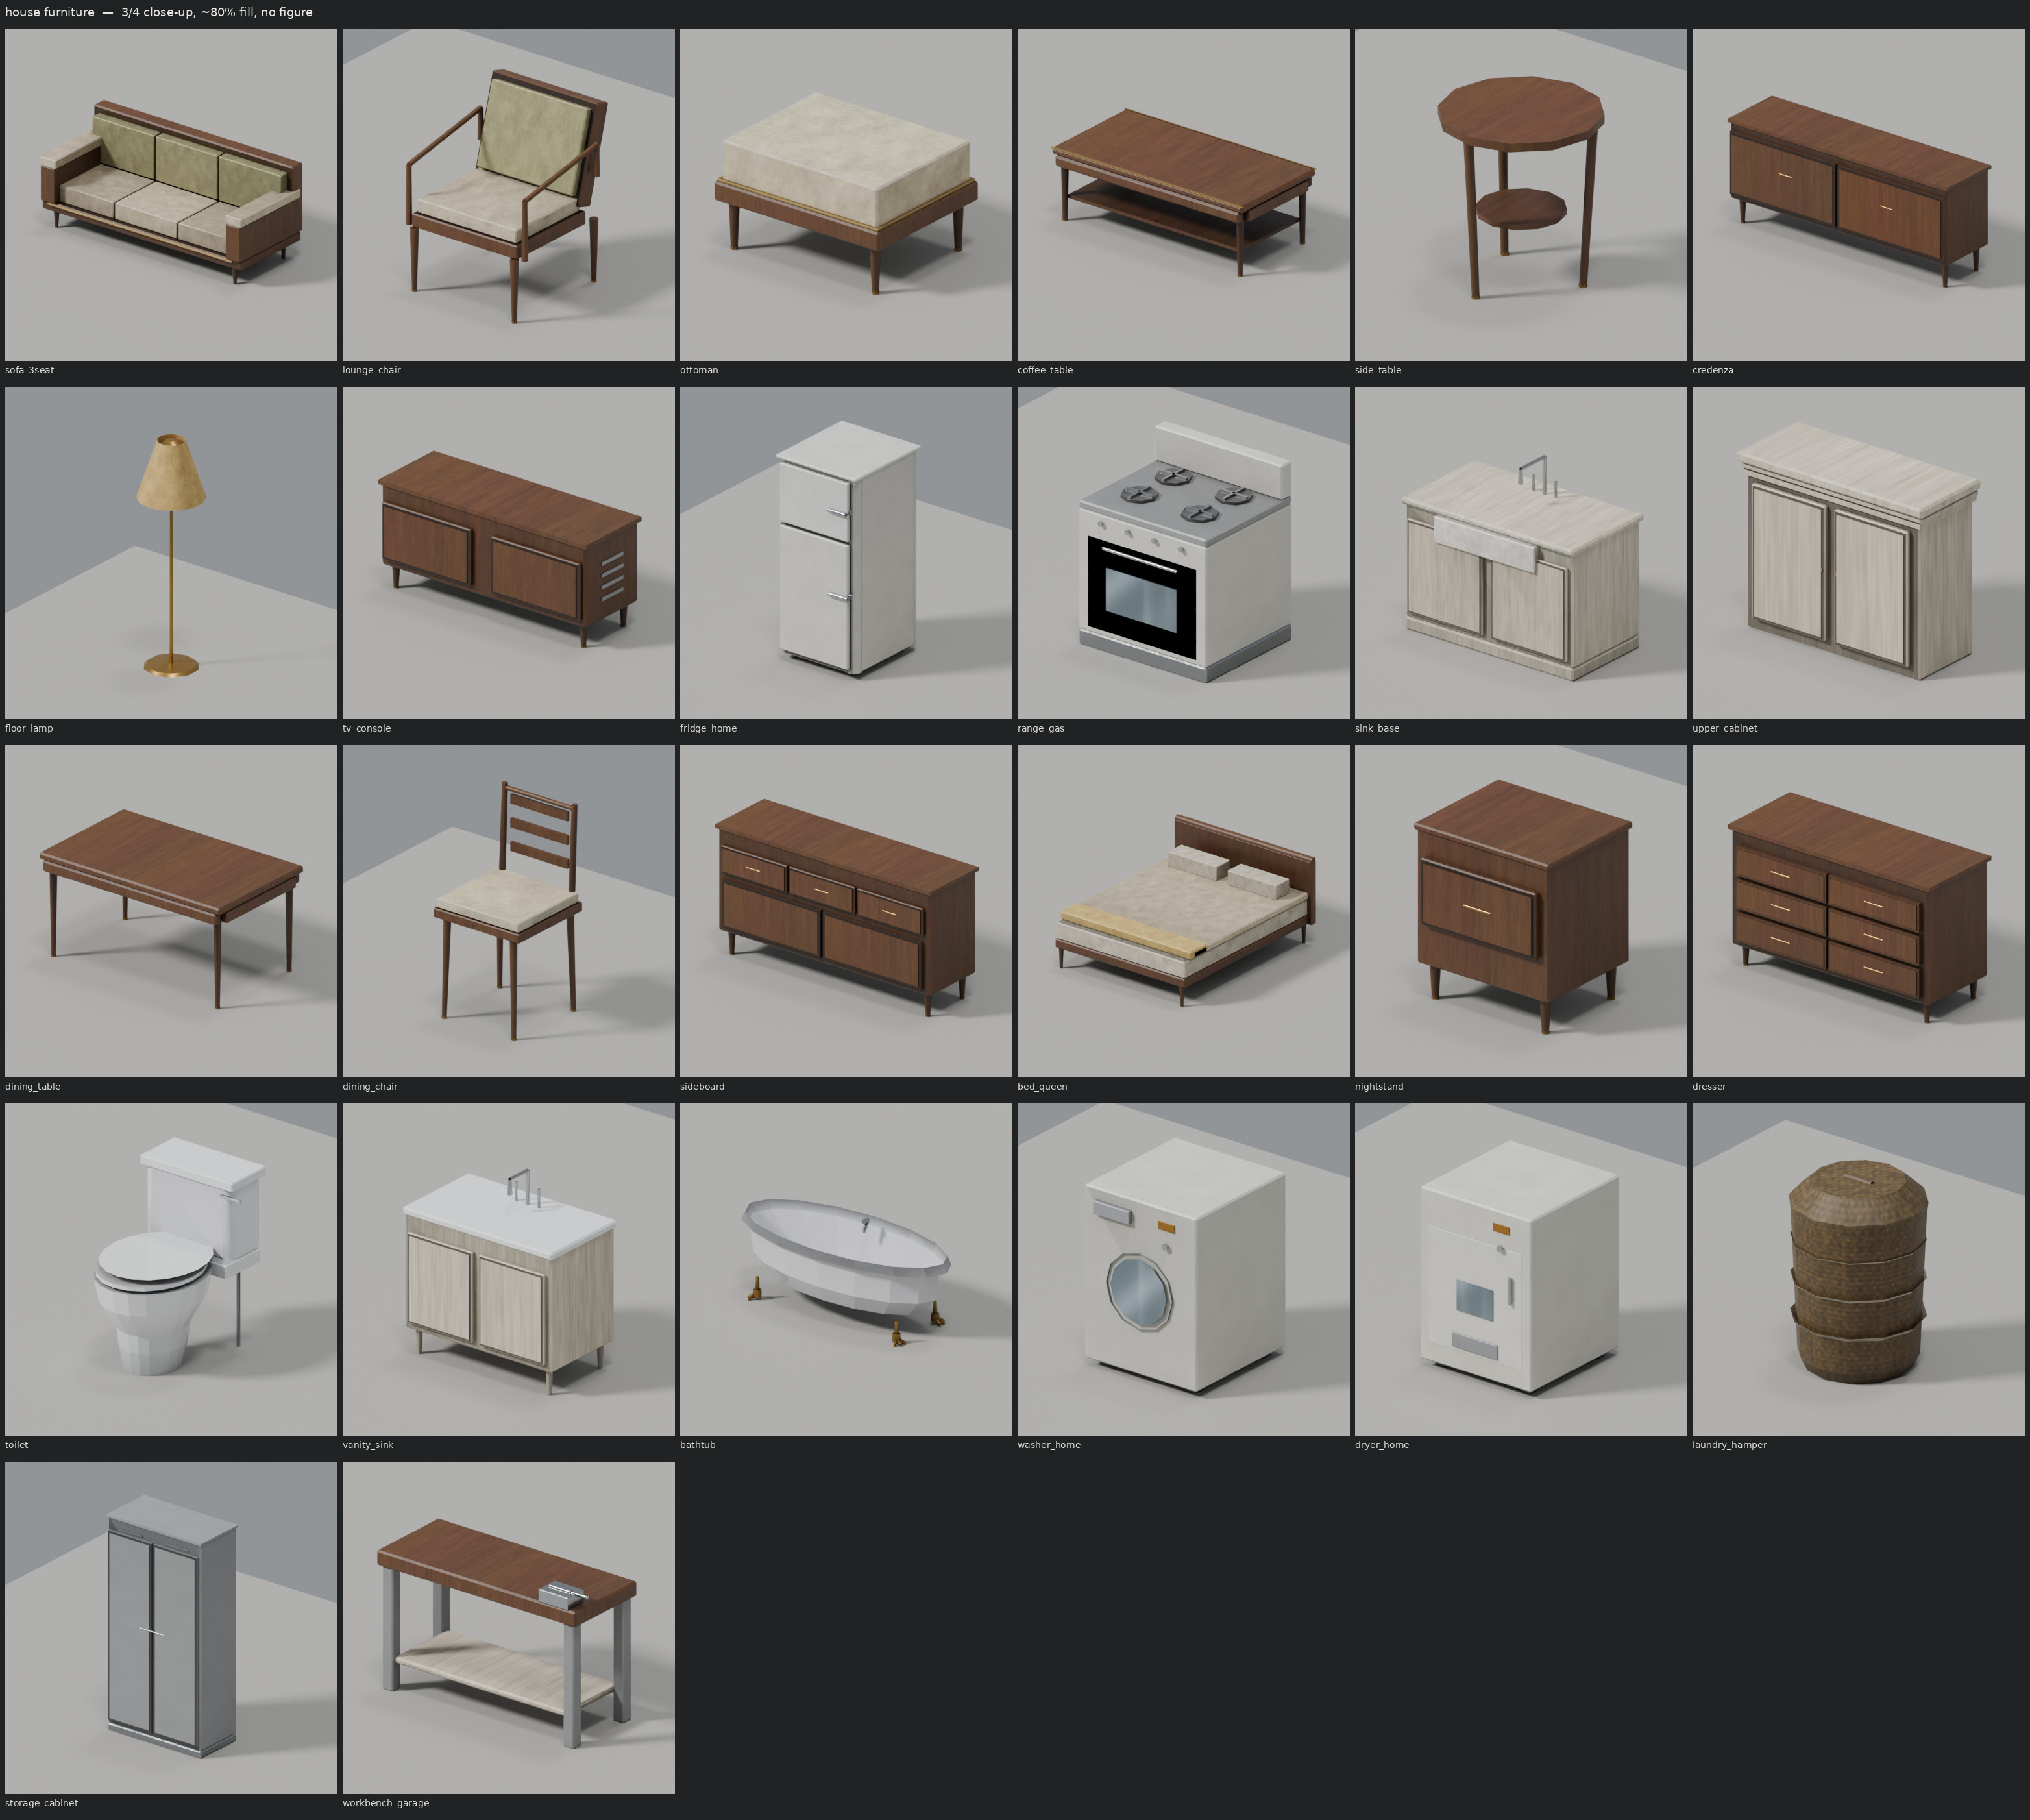 house furniture — 3/4 close-up, ~80% fill, no figure
sofa_3seat
lounge_chair
ottoman
coffee_table
side_table
credenza
floor_lamp
tv_console
fridge_home
range_gas
sink_base
upper_cabinet
dining_table
dining_chair
sideboard
bed_queen
nightstand
dresser
toilet
vanity_sink
bathtub
washer_home
dryer_home
laundry_hamper
storage_cabinet
workbench_garage